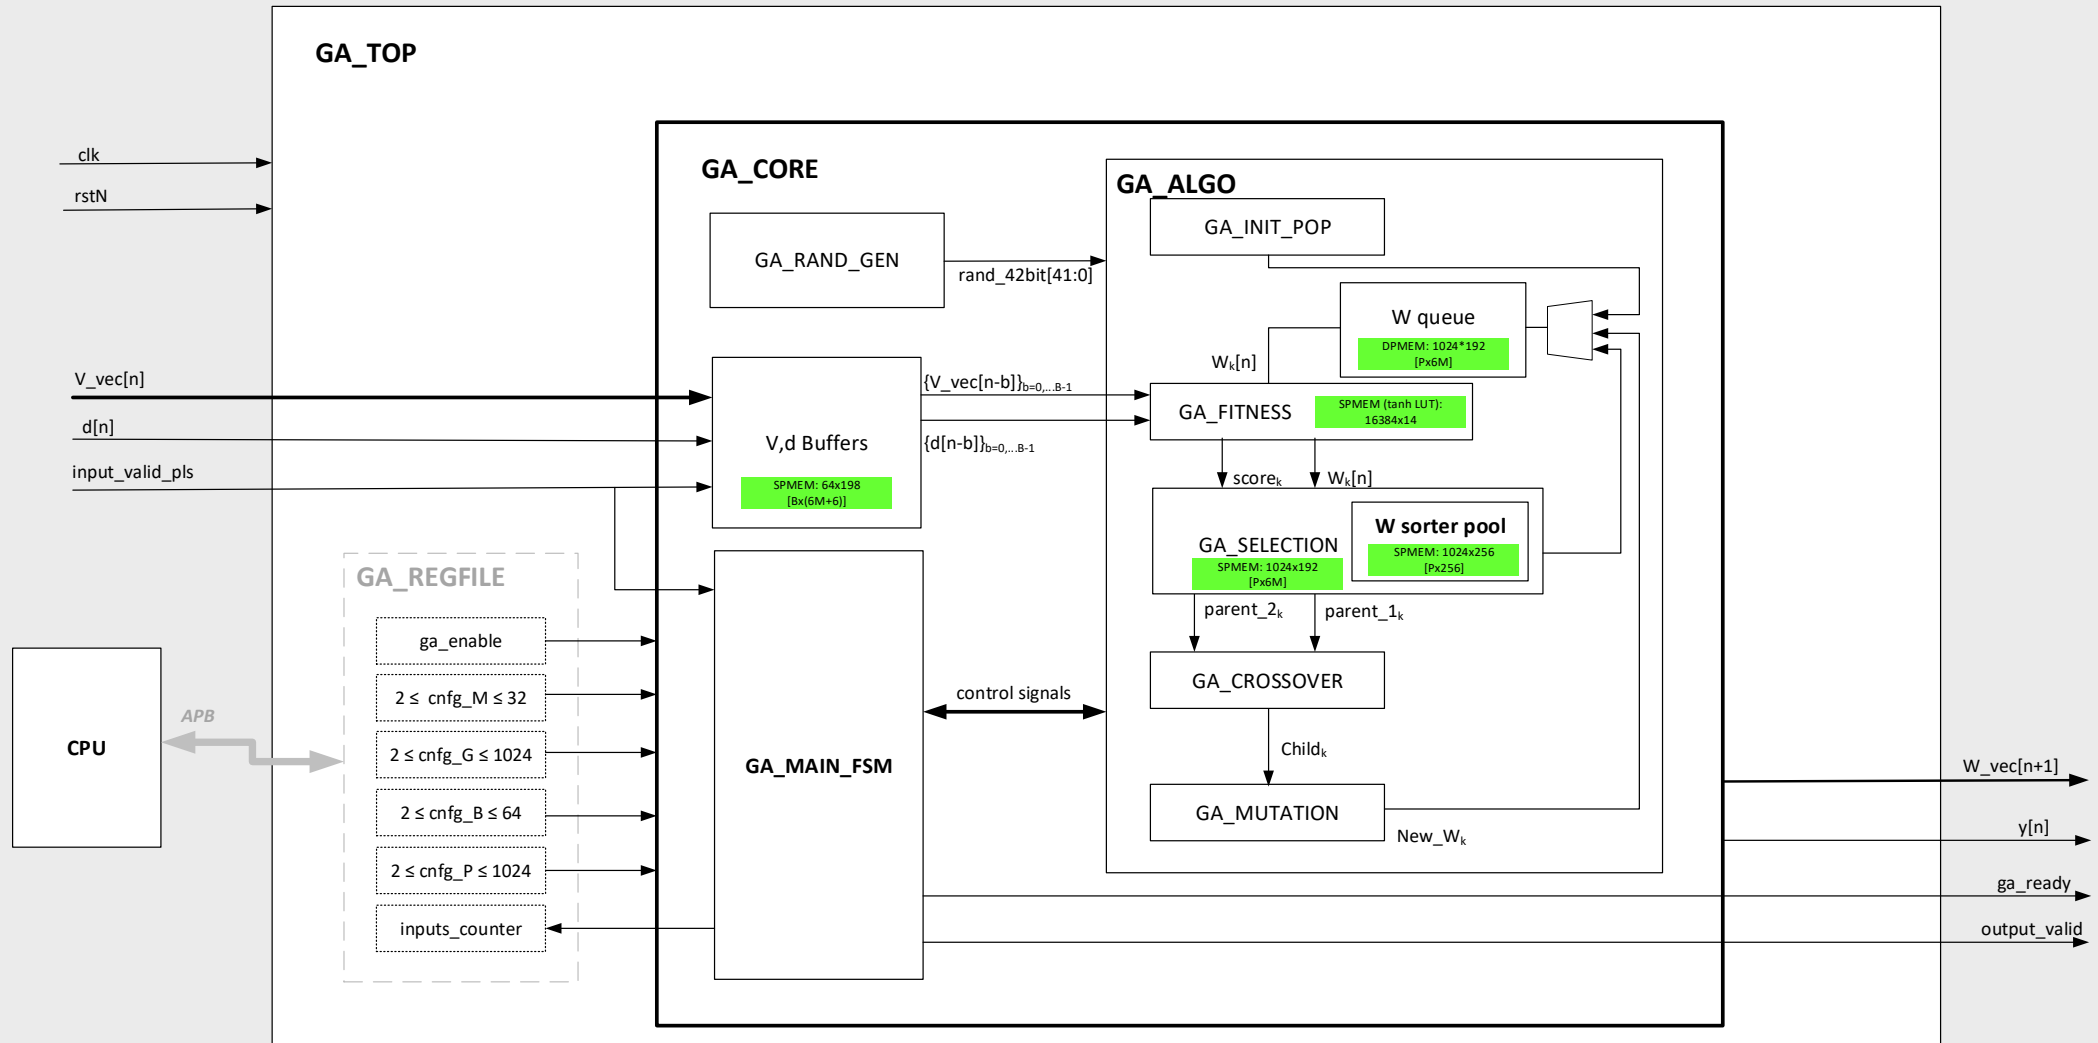 GA_TOP
clk
rstN
GA_CORE
GA_ALGO
GA_INIT_POP
GA_RAND_GEN
rand_42bit[41:0]
W queue
DPMEM: 1024*192
[Px6M]
Wₖ[n]
V_vec[n]
d[n]
input_valid_pls
V,d Buffers
SPMEM: 64x198
[Bx(6M+6)]
{V_vec[n-b]}b=0,...B-1
{d[n-b]}b=0,...B-1
GA_FITNESS
SPMEM (tanh LUT):
16384x14
scoreₖ
Wₖ[n]
GA_SELECTION
SPMEM: 1024x192
[Px6M]
W sorter pool
SPMEM: 1024x256
[Px256]
parent_2ₖ
parent_1ₖ
GA_CROSSOVER
Childₖ
GA_MUTATION
New_Wₖ
GA_REGFILE
ga_enable
2 ≤ cnfg_M ≤ 32
2 ≤ cnfg_G ≤ 1024
2 ≤ cnfg_B ≤ 64
2 ≤ cnfg_P ≤ 1024
inputs_counter
CPU
APB
GA_MAIN_FSM
control signals
W_vec[n+1]
y[n]
ga_ready
output_valid